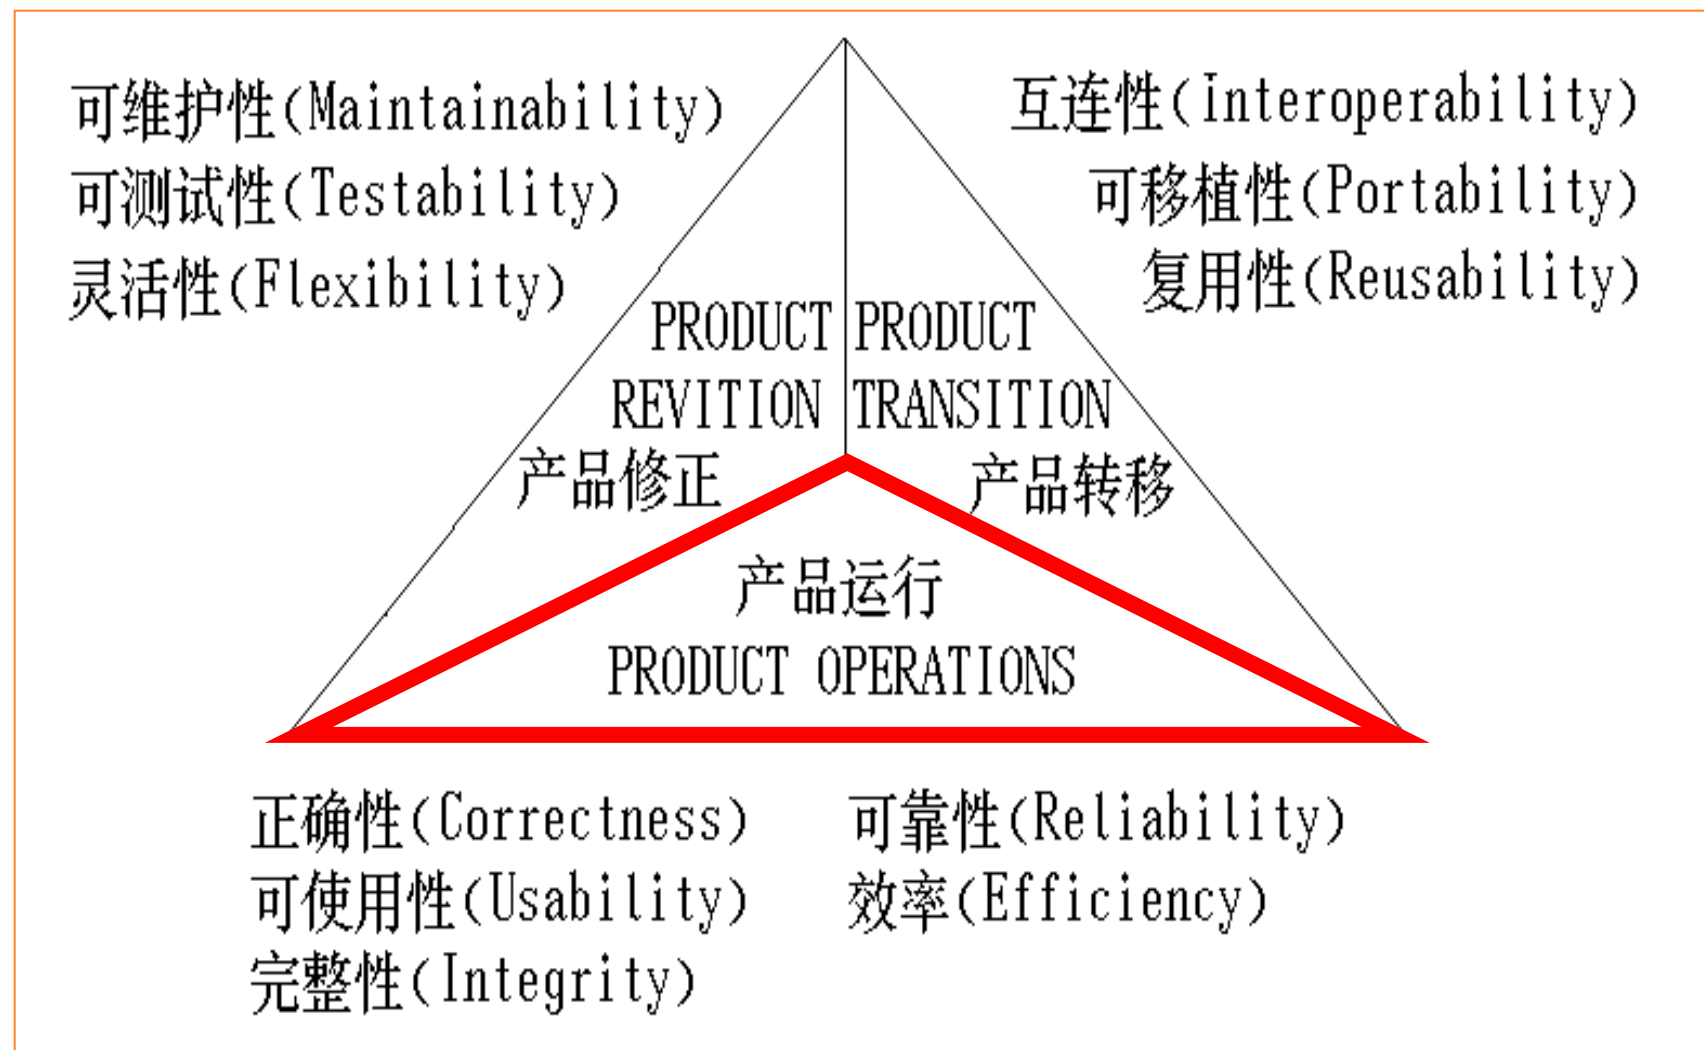 可维护性(Maintainability)
可测试性(Testability)
灵活性(Flexibility)
互连性(Interoperability)
可移植性(Portability)
复用性(Reusability)
PRODUCT
REVITION
产品修正
PRODUCT
TRANSITION
产品转移
产品运行
PRODUCT OPERATIONS
正确性(Correctness) 可靠性(Reliability)
可使用性(Usability) 效率(Efficiency)
完整性(Integrity)